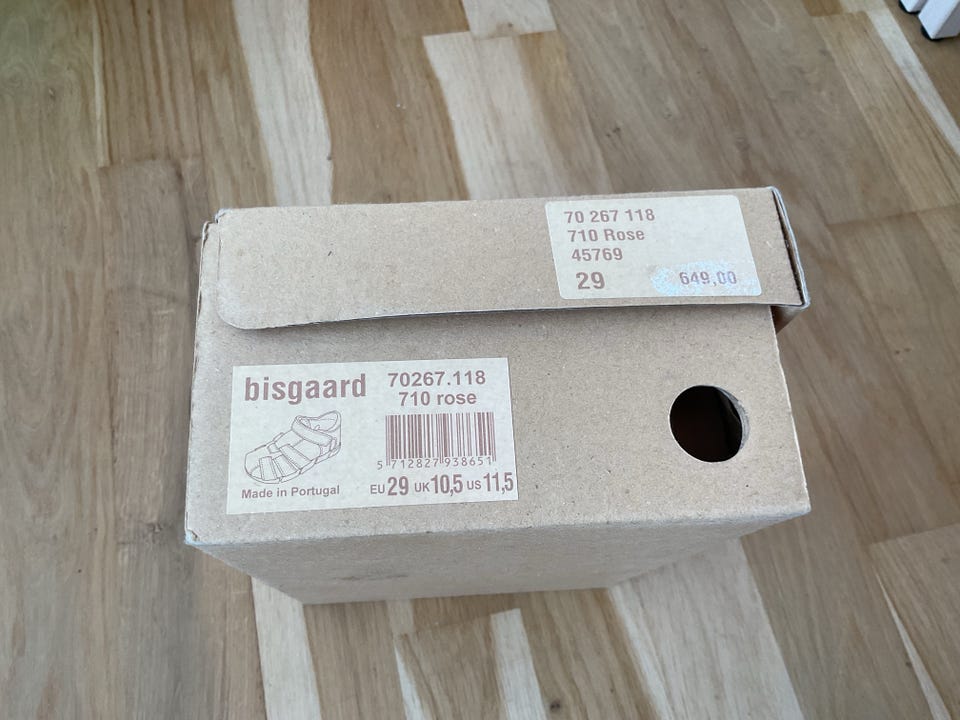 70 267 118
710 Rose
45769
29 649,00
bisgaard 70267.118
710 rose
5 712827 938651
Made in Portugal EU 29 UK 10,5 US 11,5